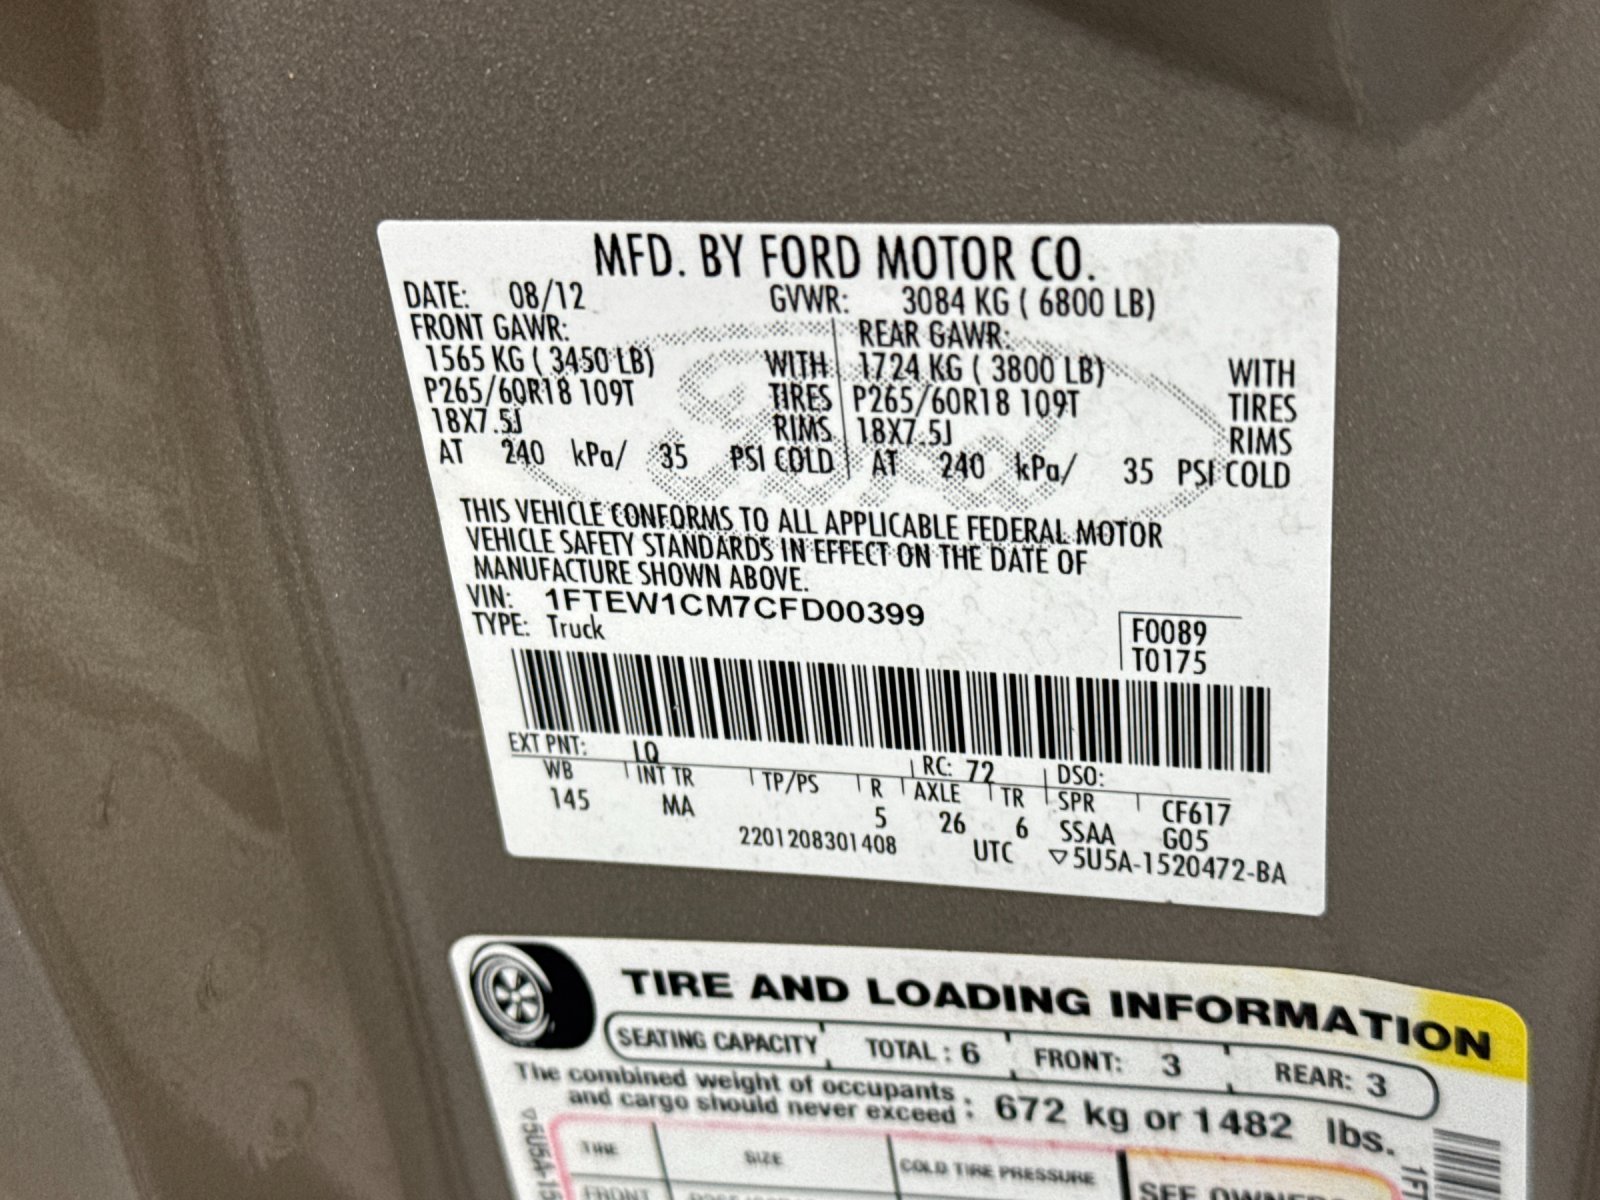 MFD. BY FORD MOTOR CO.
DATE: 08/12 GVWR: 3084 KG ( 6800 LB)
FRONT GAWR: REAR GAWR:
1565 KG ( 3450 LB) WITH 1724 KG ( 3800 LB) WITH
P265/60R18 109T TIRES P265/60R18 109T TIRES
18X7.5J RIMS 18X7.5J RIMS
AT 240 kPa/ 35 PSI COLD AT 240 kPa/ 35 PSI COLD
THIS VEHICLE CONFORMS TO ALL APPLICABLE FEDERAL MOTOR
VEHICLE SAFETY STANDARDS IN EFFECT ON THE DATE OF
MANUFACTURE SHOWN ABOVE.
VIN: 1FTEW1CM7CFD00399
TYPE: Truck
F0089
T0175
EXT PNT: LQ RC: 72 DSO:
WB INT TR TP/PS R AXLE TR SPR CF617
145 MA 5 26 6 SSAA G05
2201208301408 UTC ▽5U5A-1520472-BA
TIRE AND LOADING INFORMATION
SEATING CAPACITY TOTAL : 6 FRONT: 3 REAR: 3
The combined weight of occupants
and cargo should never exceed : 672 kg or 1482 lbs.
TIRE SIZE COLD TIRE PRESSURE SEE OWNER
FRONT
▽5U5A-15
1FT